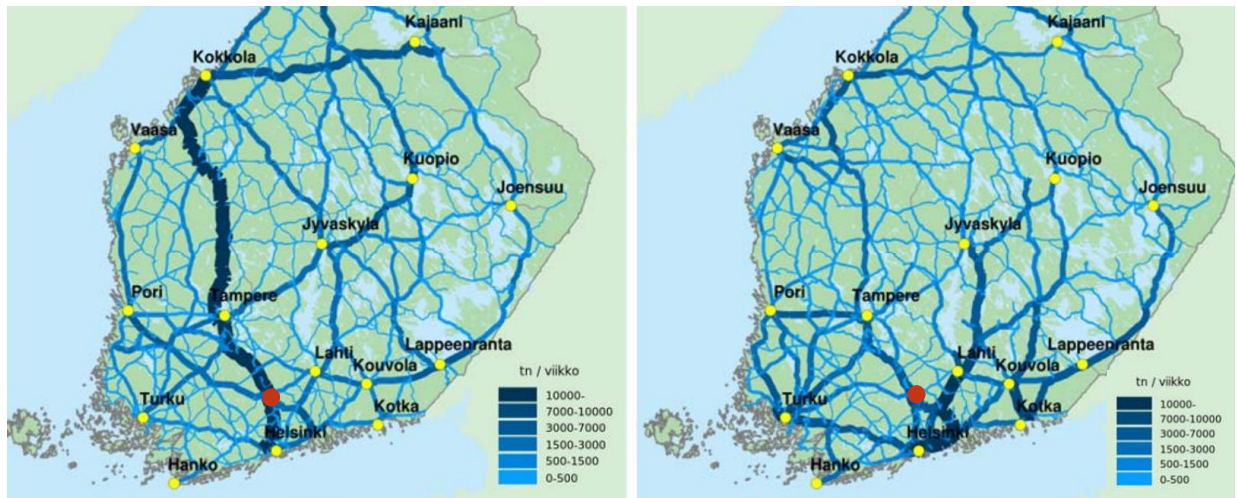 Kajaani
Kokkola
Vaasa
Kuopio
Joensuu
Jyvaskyla
Pori
Tampere
Lahti
Lappeenranta
Kouvola
Turku
Kotka
Helsinki
Hanko
tn / viikko
10000-
7000-10000
3000-7000
1500-3000
500-1500
0-500
Kajaani
Kokkola
Vaasa
Kuopio
Joensuu
Jyvaskyla
Pori
Tampere
Lahti
Lappeenranta
Kouvola
Turku
Kotka
Helsinki
Hanko
tn / viikko
10000-
7000-10000
3000-7000
1500-3000
500-1500
0-500